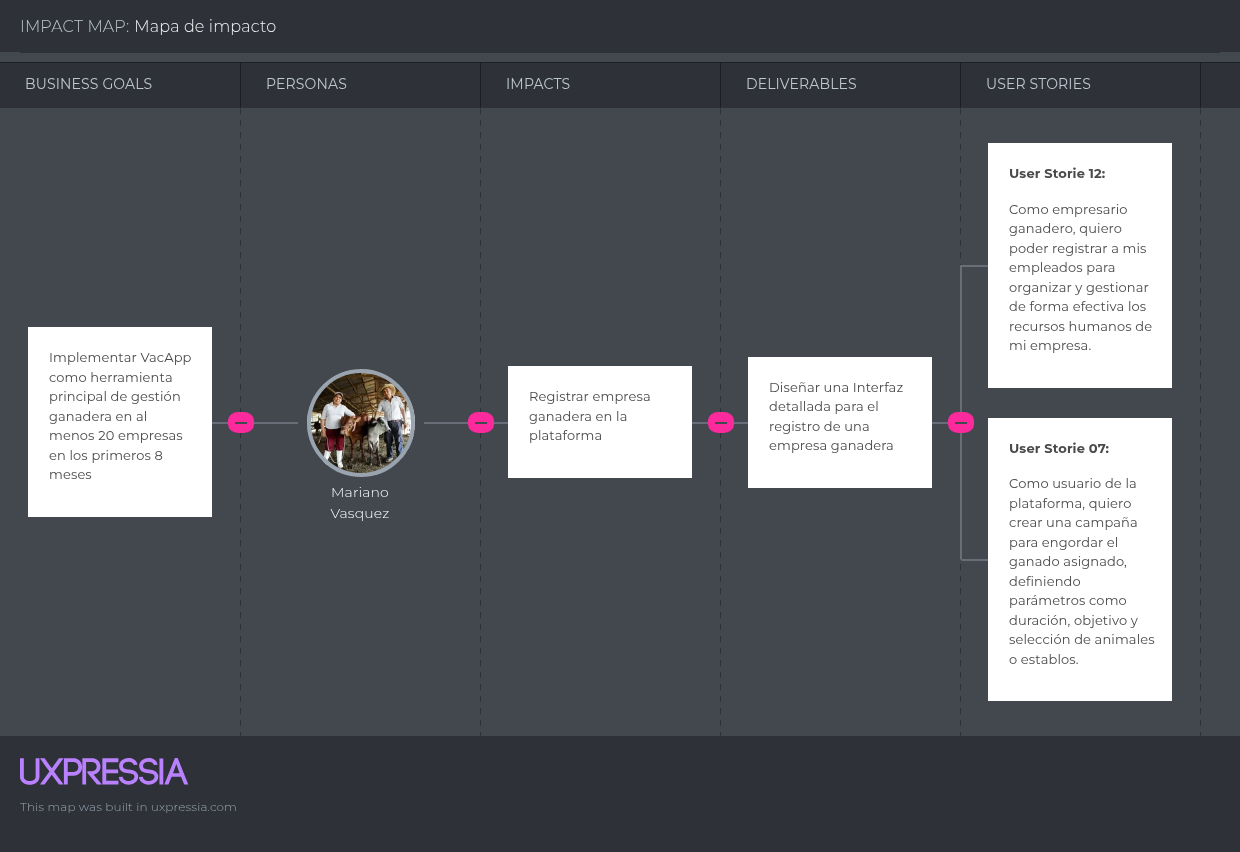 IMPACT MAP: Mapa de impacto
BUSINESS GOALS
PERSONAS
IMPACTS
DELIVERABLES
USER STORIES
Implementar VacApp
como herramienta
principal de gestión
ganadera en al
menos 20 empresas
en los primeros 8
meses
Mariano
Vasquez
Registrar empresa
ganadera en la
plataforma
Diseñar una Interfaz
detallada para el
registro de una
empresa ganadera
User Storie 12:
Como empresario
ganadero, quiero
poder registrar a mis
empleados para
organizar y gestionar
de forma efectiva los
recursos humanos de
mi empresa.
User Storie 07:
Como usuario de la
plataforma, quiero
crear una campaña
para engordar el
ganado asignado,
definiendo
parámetros como
duración, objetivo y
selección de animales
o establos.
UXPRESSIA
This map was built in uxpressia.com